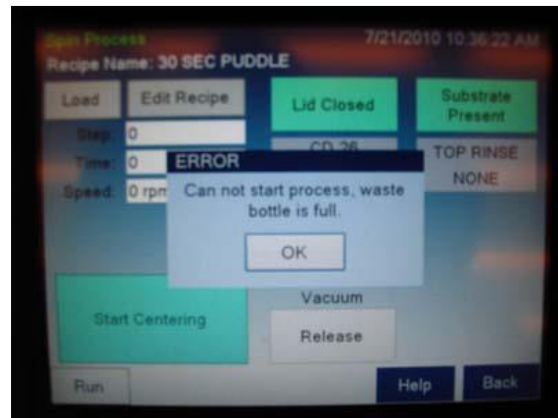 Spin Process 7/21/2010 10:36:22 AM
Recipe Name: 30 SEC PUDDLE
Load Edit Recipe Lid Closed Substrate
Present
Step: 0
Time: 0 CD-26 TOP RINSE
NONE
Speed: 0 rpm
ERROR
Can not start process, waste
bottle is full.
OK
Start Centering Vacuum
Release
Run Help Back